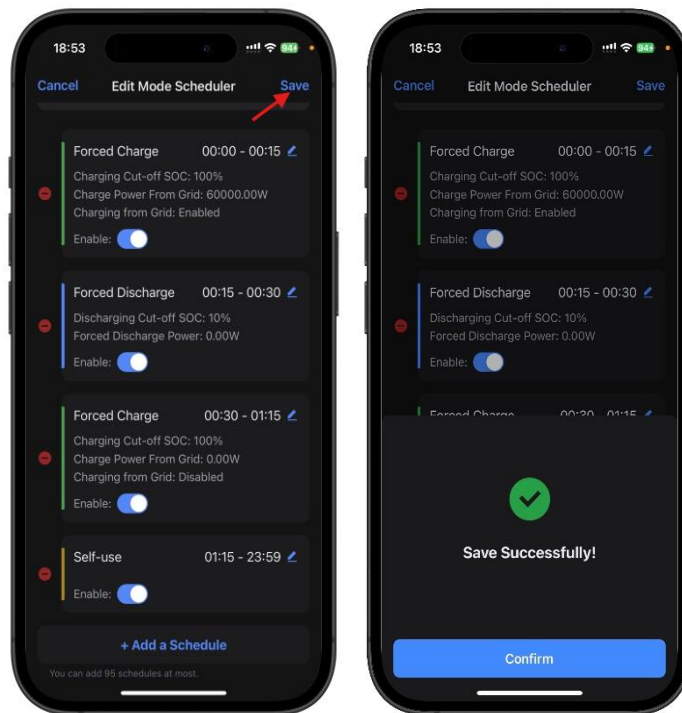 18:53
94
Cancel Edit Mode Scheduler Save
Forced Charge 00:00 - 00:15
Charging Cut-off SOC: 100%
Charge Power From Grid: 60000.00W
Charging from Grid: Enabled
Enable:
Forced Discharge 00:15 - 00:30
Discharging Cut-off SOC: 10%
Forced Discharge Power: 0.00W
Enable:
Forced Charge 00:30 - 01:15
Charging Cut-off SOC: 100%
Charge Power From Grid: 0.00W
Charging from Grid: Disabled
Enable:
Self-use 01:15 - 23:59
Enable:
+ Add a Schedule
You can add 95 schedules at most.
18:53
94
Cancel Edit Mode Scheduler Save
Forced Charge 00:00 - 00:15
Charging Cut-off SOC: 100%
Charge Power From Grid: 60000.00W
Charging from Grid: Enabled
Enable:
Forced Discharge 00:15 - 00:30
Discharging Cut-off SOC: 10%
Forced Discharge Power: 0.00W
Enable:
Forced Charge 00:30 - 01:15
Save Successfully!
Confirm